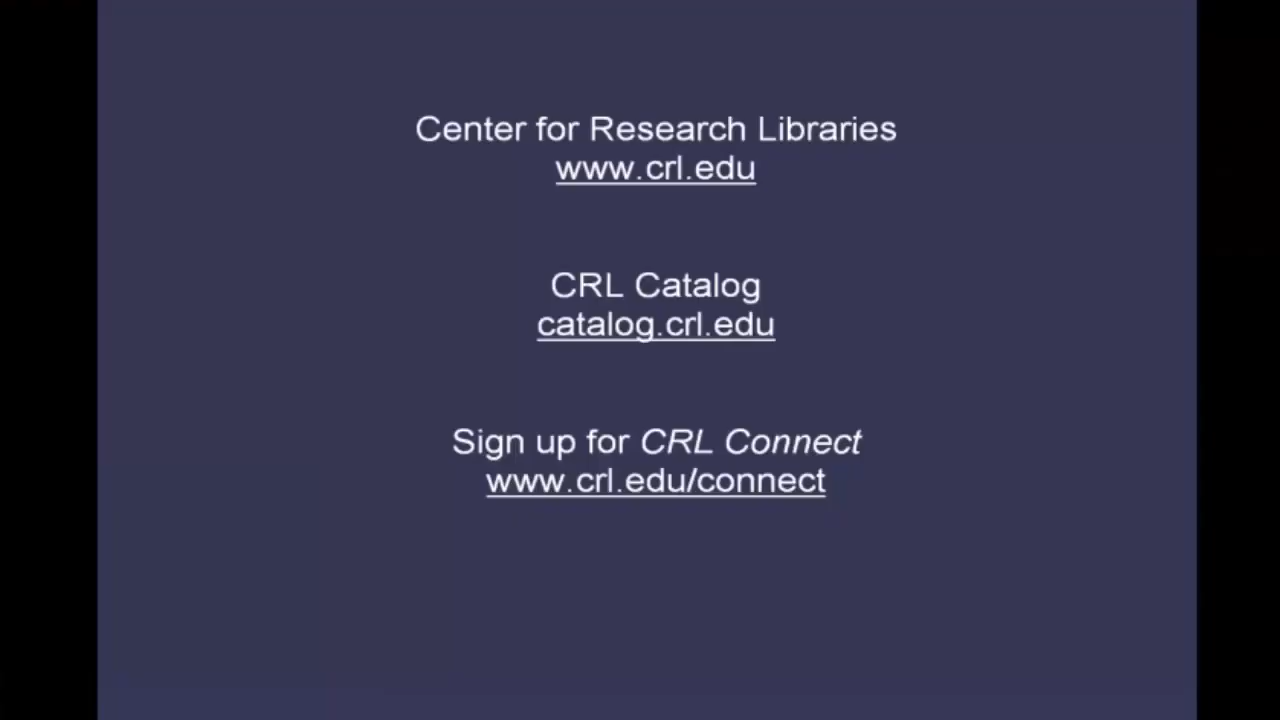 Center for Research Libraries
www.crl.edu
CRL Catalog
catalog.crl.edu
Sign up for CRL Connect
www.crl.edu/connect